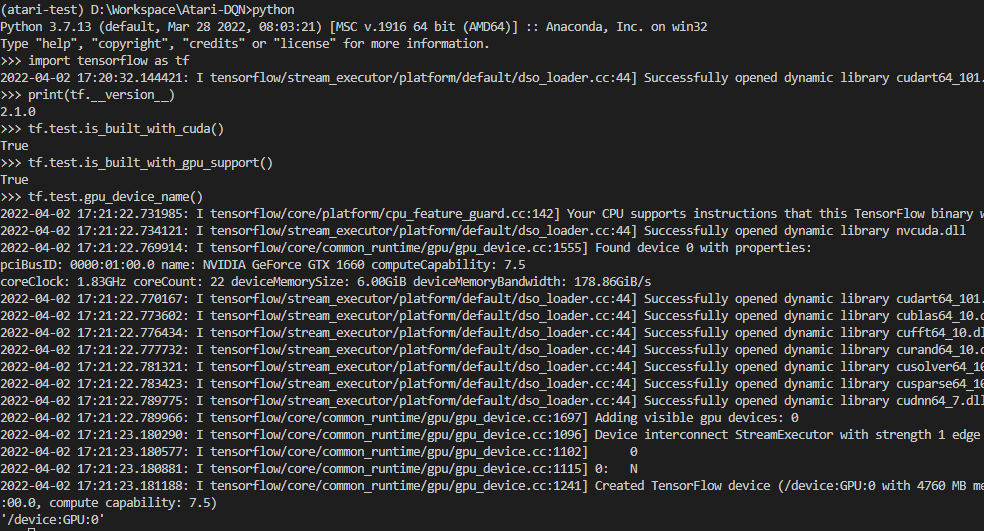 (atari-test) D:\Workspace\Atari-DQN>python
Python 3.7.13 (default, Mar 28 2022, 08:03:21) [MSC v.1916 64 bit (AMD64)] :: Anaconda, Inc. on win32
Type "help", "copyright", "credits" or "license" for more information.
>>> import tensorflow as tf
2022-04-02 17:20:32.144421: I tensorflow/stream_executor/platform/default/dso_loader.cc:44] Successfully opened dynamic library cudart64_101.
>>> print(tf.__version__)
2.1.0
>>> tf.test.is_built_with_cuda()
True
>>> tf.test.is_built_with_gpu_support()
True
>>> tf.test.gpu_device_name()
2022-04-02 17:21:22.731985: I tensorflow/core/platform/cpu_feature_guard.cc:142] Your CPU supports instructions that this TensorFlow binary w
2022-04-02 17:21:22.734121: I tensorflow/stream_executor/platform/default/dso_loader.cc:44] Successfully opened dynamic library nvcuda.dll
2022-04-02 17:21:22.769914: I tensorflow/core/common_runtime/gpu/gpu_device.cc:1555] Found device 0 with properties:
pciBusID: 0000:01:00.0 name: NVIDIA GeForce GTX 1660 computeCapability: 7.5
coreClock: 1.83GHz coreCount: 22 deviceMemorySize: 6.00GiB deviceMemoryBandwidth: 178.86GiB/s
2022-04-02 17:21:22.770167: I tensorflow/stream_executor/platform/default/dso_loader.cc:44] Successfully opened dynamic library cudart64_101.
2022-04-02 17:21:22.773602: I tensorflow/stream_executor/platform/default/dso_loader.cc:44] Successfully opened dynamic library cublas64_10.d
2022-04-02 17:21:22.776434: I tensorflow/stream_executor/platform/default/dso_loader.cc:44] Successfully opened dynamic library cufft64_10.dl
2022-04-02 17:21:22.777732: I tensorflow/stream_executor/platform/default/dso_loader.cc:44] Successfully opened dynamic library curand64_10.d
2022-04-02 17:21:22.781321: I tensorflow/stream_executor/platform/default/dso_loader.cc:44] Successfully opened dynamic library cusolver64_10
2022-04-02 17:21:22.783423: I tensorflow/stream_executor/platform/default/dso_loader.cc:44] Successfully opened dynamic library cusparse64_10
2022-04-02 17:21:22.789775: I tensorflow/stream_executor/platform/default/dso_loader.cc:44] Successfully opened dynamic library cudnn64_7.dll
2022-04-02 17:21:22.789966: I tensorflow/core/common_runtime/gpu/gpu_device.cc:1697] Adding visible gpu devices: 0
2022-04-02 17:21:23.180290: I tensorflow/core/common_runtime/gpu/gpu_device.cc:1096] Device interconnect StreamExecutor with strength 1 edge
2022-04-02 17:21:23.180577: I tensorflow/core/common_runtime/gpu/gpu_device.cc:1102]      0
2022-04-02 17:21:23.180881: I tensorflow/core/common_runtime/gpu/gpu_device.cc:1115] 0:   N
2022-04-02 17:21:23.181188: I tensorflow/core/common_runtime/gpu/gpu_device.cc:1241] Created TensorFlow device (/device:GPU:0 with 4760 MB me
:00.0, compute capability: 7.5)
'/device:GPU:0'